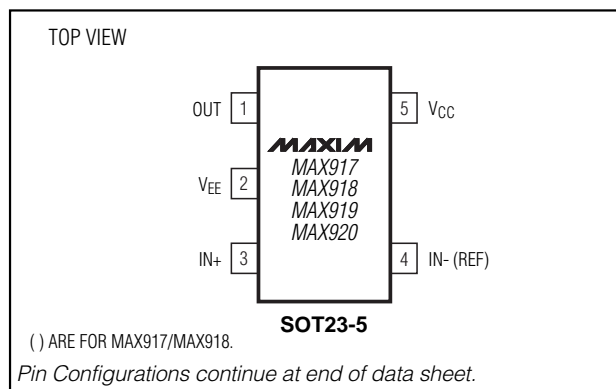 TOP VIEW
OUT 1
5 VCC
MAXIM
MAX917
VEE 2
MAX918
MAX919
MAX920
IN+ 3
4 IN- (REF)
SOT23-5
( ) ARE FOR MAX917/MAX918.
Pin Configurations continue at end of data sheet.